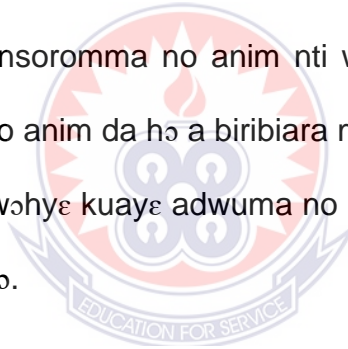 nsoromma no anim nti w
o anim da hɔ a biribiara r
wɔhyɛ kuayɛ adwuma no
ɔ.
EDUCATION FOR SERVICE